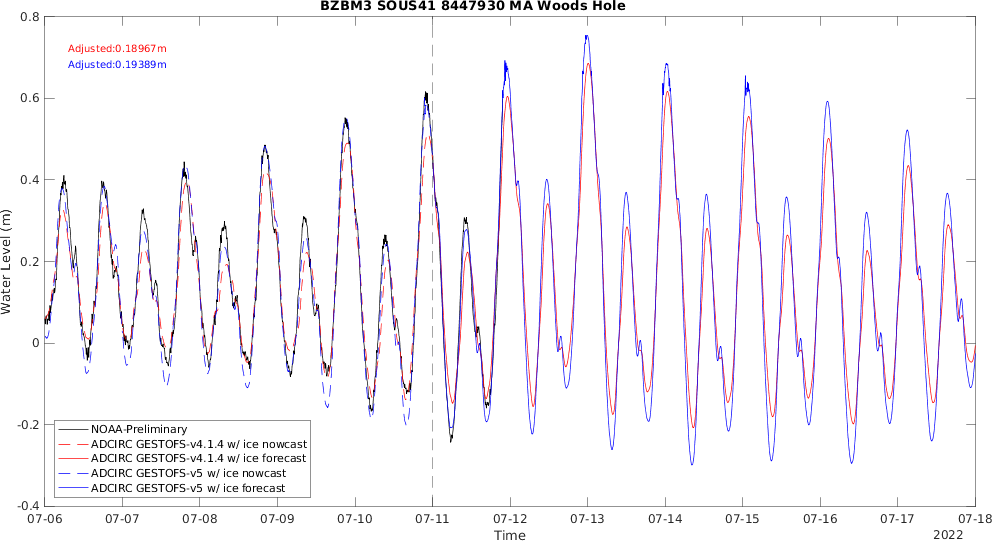 BZBM3 SOUS41 8447930 MA Woods Hole
Adjusted:0.18967m
Adjusted:0.19389m
Water Level (m)
0.8
0.6
0.4
0.2
0
-0.2
-0.4
NOAA-Preliminary
ADCIRC GESTOFS-v4.1.4 w/ ice nowcast
ADCIRC GESTOFS-v4.1.4 w/ ice forecast
ADCIRC GESTOFS-v5 w/ ice nowcast
ADCIRC GESTOFS-v5 w/ ice forecast
07-06 07-07 07-08 07-09 07-10 07-11 07-12 07-13 07-14 07-15 07-16 07-17 07-18
Time
2022